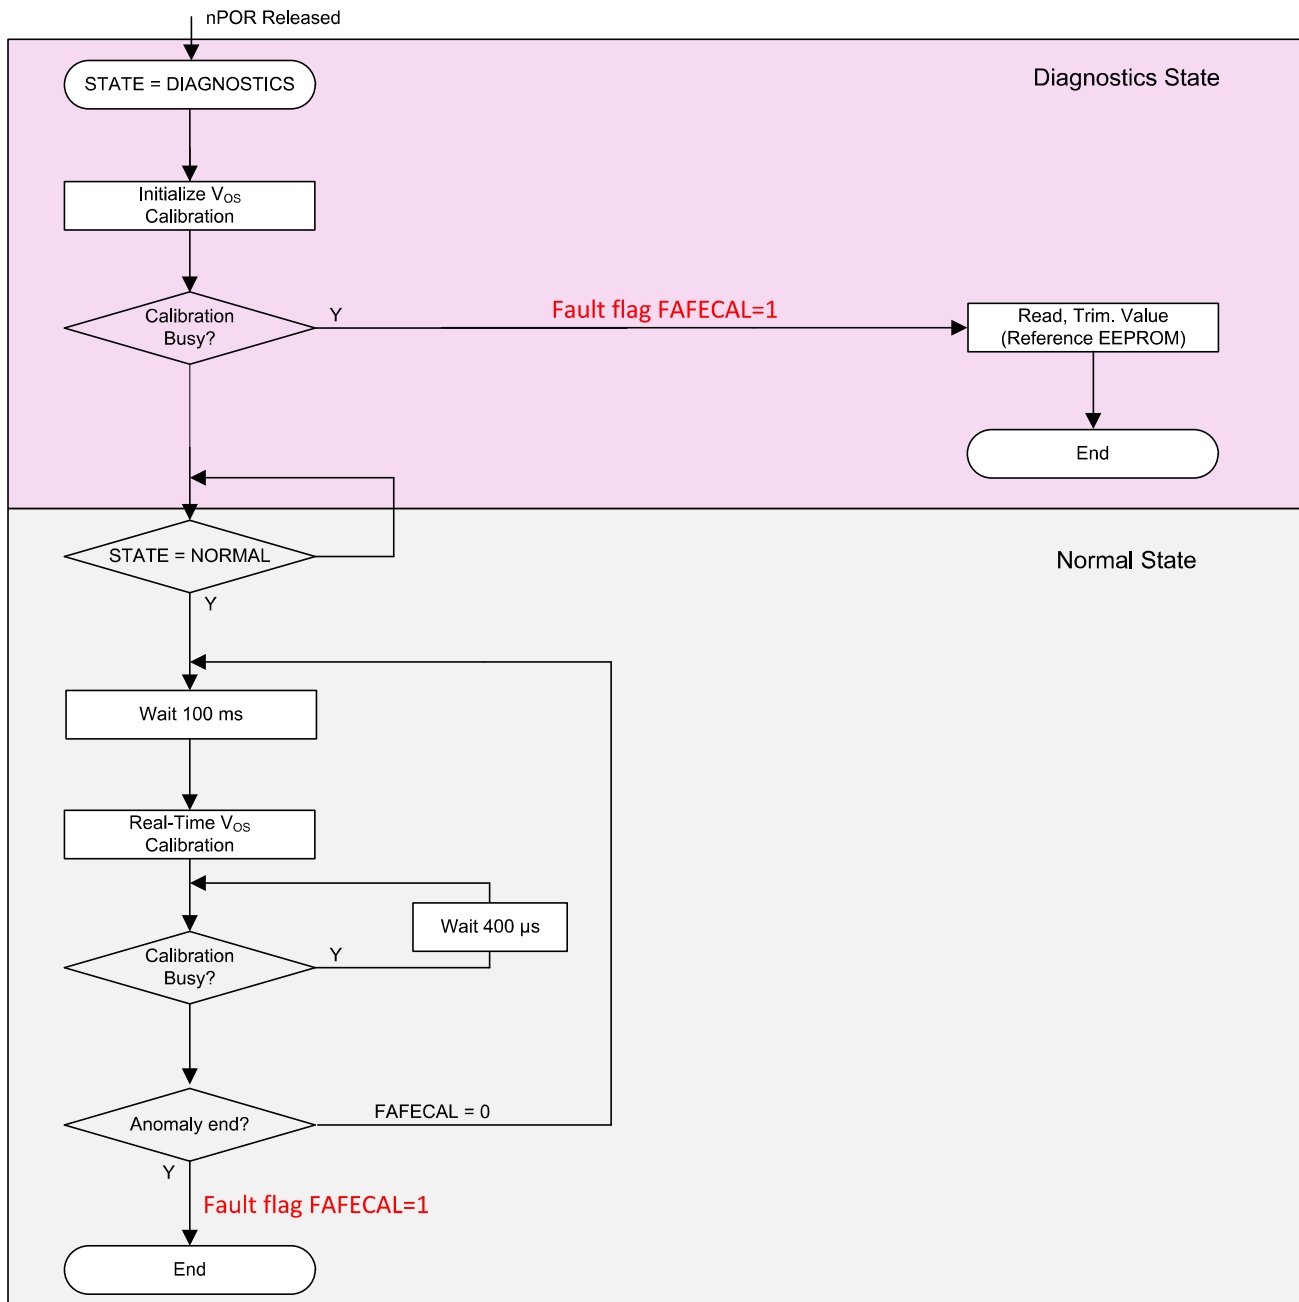 nPOR Released
STATE = DIAGNOSTICS
Diagnostics State
Initialize VOS
Calibration
Calibration
Busy?
Y
Fault flag FAFECAL=1
Read, Trim. Value
(Reference EEPROM)
End
STATE = NORMAL
Y
Normal State
Wait 100 ms
Real-Time VOS
Calibration
Wait 400 µs
Calibration
Busy?
Y
Anomaly end?
FAFECAL = 0
Y
Fault flag FAFECAL=1
End